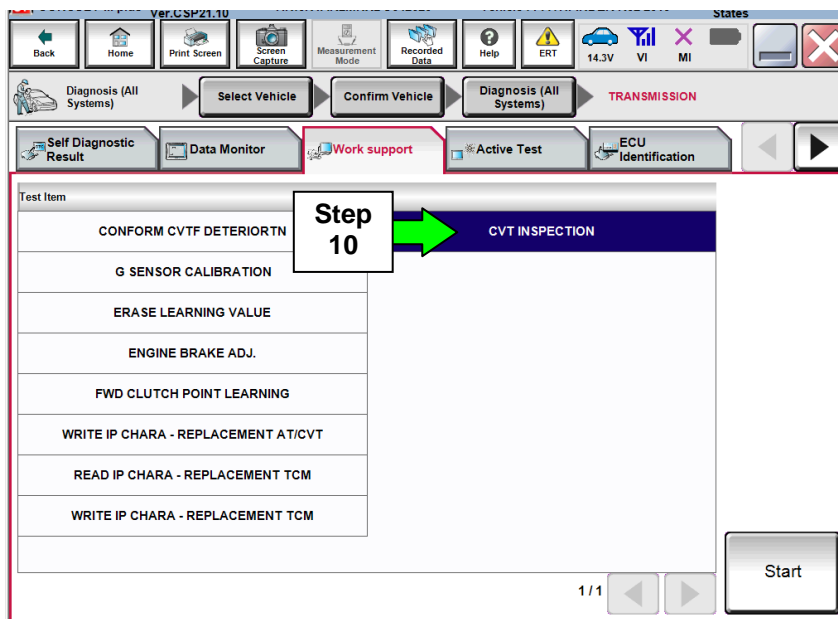 Ver.CSP21.10
States
Back
Home
Print Screen
Screen
Capture
Measurement
Mode
Recorded
Data
Help
ERT
14.3V
VI
MI
Diagnosis (All
Systems)
Select Vehicle
Confirm Vehicle
Diagnosis (All
Systems)
TRANSMISSION
Self Diagnostic
Result
Data Monitor
Work support
Active Test
ECU
Identification
Test Item
CONFORM CVTF DETERIORTN
Step
10
CVT INSPECTION
G SENSOR CALIBRATION
ERASE LEARNING VALUE
ENGINE BRAKE ADJ.
FWD CLUTCH POINT LEARNING
WRITE IP CHARA - REPLACEMENT AT/CVT
READ IP CHARA - REPLACEMENT TCM
WRITE IP CHARA - REPLACEMENT TCM
1/1
Start